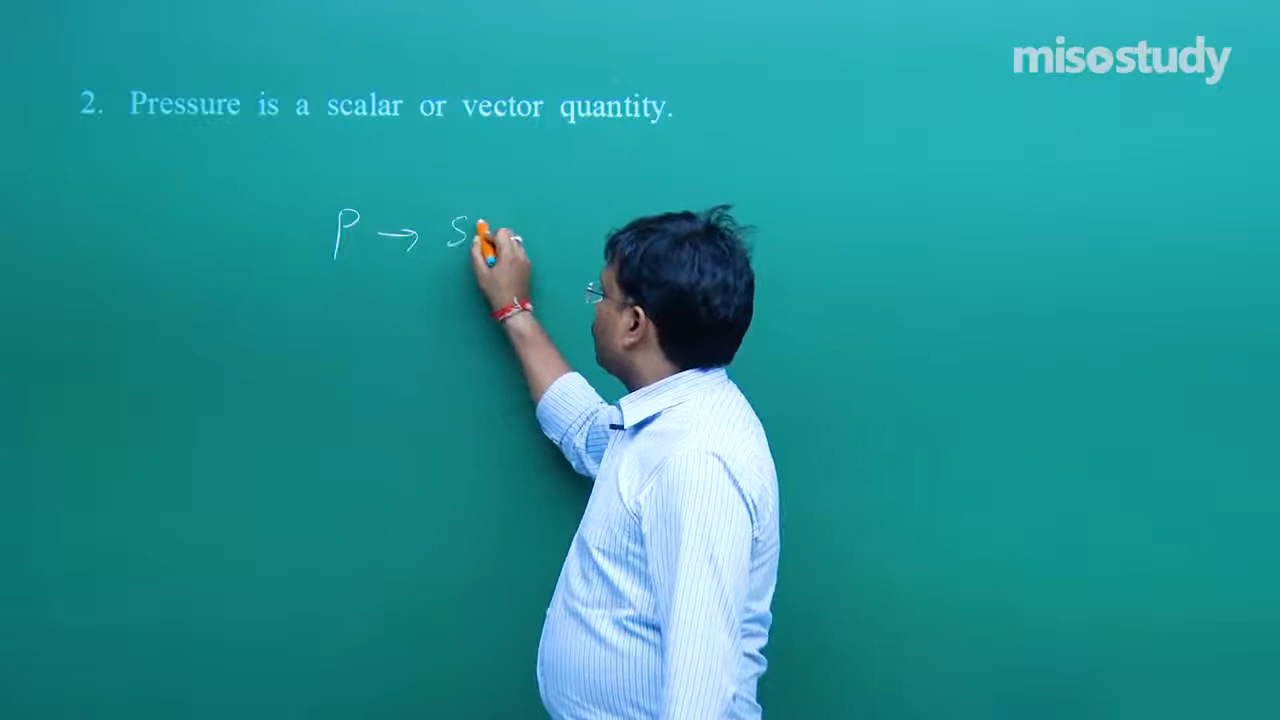 misostudy
2. Pressure is a scalar or vector quantity.
P → S